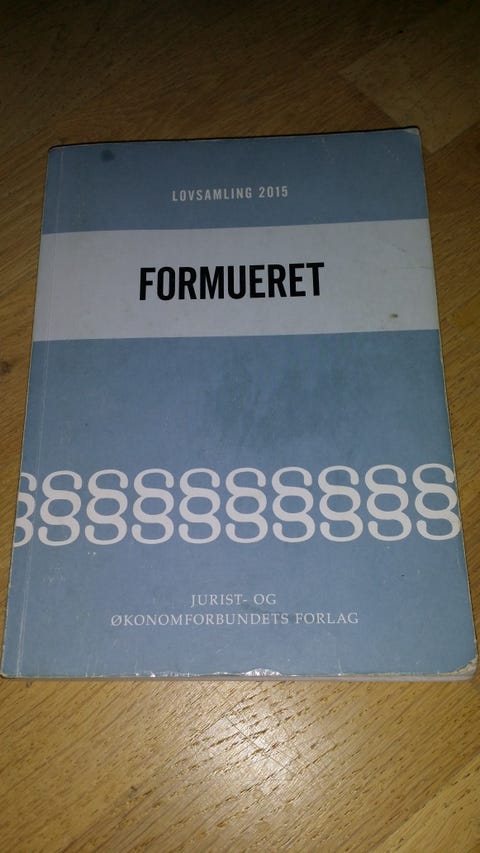 LOVSAMLING 2015
FORMUERET
§§§§§§§§§§
JURIST- OG
ØKONOMFORBUNDETS FORLAG